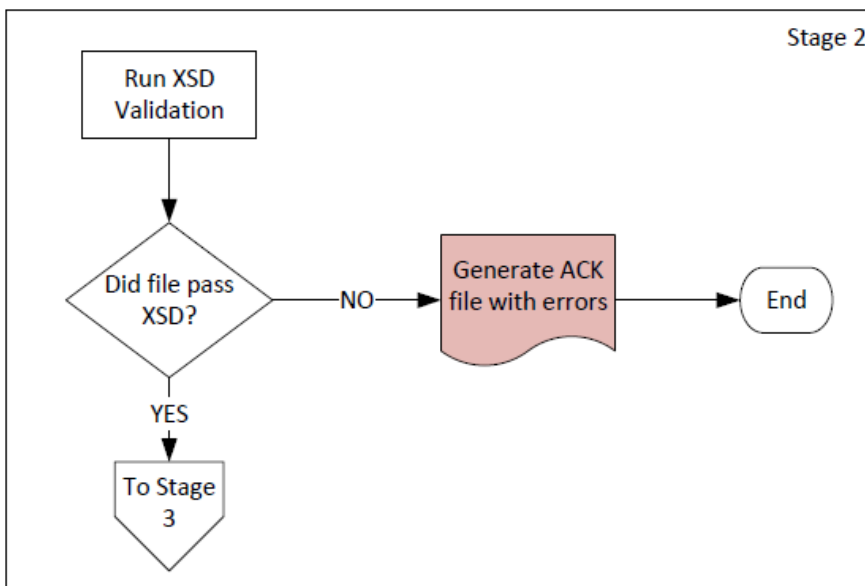 Stage 2
Run XSD
Validation
Did file pass
XSD?
NO
Generate ACK
file with errors
End
YES
To Stage
3